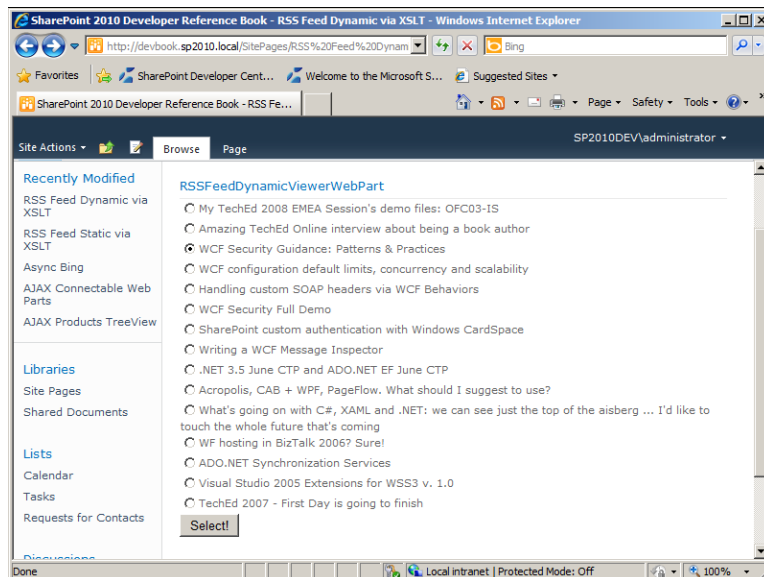 SharePoint 2010 Developer Reference Book - RSS Feed Dynamic via XSLT - Windows Internet Explorer
http://devbook.sp2010.local/SitePages/RSS%20Feed%20Dynam
Bing
Favorites
SharePoint Developer Cent...
Welcome to the Microsoft S...
Suggested Sites
SharePoint 2010 Developer Reference Book - RSS Fe...
Page
Safety
Tools
»
SP2010DEV\administrator
Site Actions
Browse
Page
Recently Modified
RSS Feed Dynamic via
XSLT
RSS Feed Static via
XSLT
Async Bing
AJAX Connectable Web
Parts
AJAX Products TreeView
Libraries
Site Pages
Shared Documents
Lists
Calendar
Tasks
Requests for Contacts
Discussions
RSSFeedDynamicViewerWebPart
My TechEd 2008 EMEA Session's demo files: OFC03-IS
Amazing TechEd Online interview about being a book author
WCF Security Guidance: Patterns & Practices
WCF configuration default limits, concurrency and scalability
Handling custom SOAP headers via WCF Behaviors
WCF Security Full Demo
SharePoint custom authentication with Windows CardSpace
Writing a WCF Message Inspector
.NET 3.5 June CTP and ADO.NET EF June CTP
Acropolis, CAB + WPF, PageFlow. What should I suggest to use?
What's going on with C#, XAML and .NET: we can see just the top of the aisberg ... I'd like to
touch the whole future that's coming
WF hosting in BizTalk 2006? Sure!
ADO.NET Synchronization Services
Visual Studio 2005 Extensions for WSS3 v. 1.0
TechEd 2007 - First Day is going to finish
Select!
Done
Local intranet | Protected Mode: Off
100%